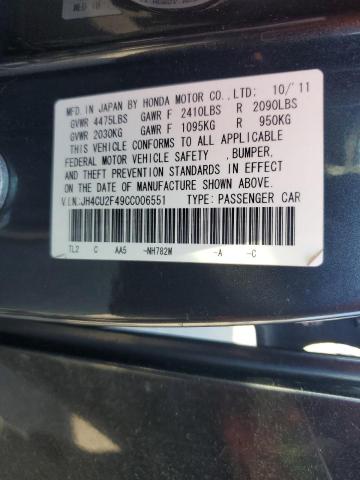 MFD. IN JAPAN BY HONDA MOTOR CO.,LTD. 10/'11
GVWR 4475LBS GAWR F 2410LBS R 2090LBS
GVWR 2030KG GAWR F 1095KG R 950KG
THIS VEHICLE CONFORMS TO ALL APPLICABLE
FEDERAL MOTOR VEHICLE SAFETY ,BUMPER,
AND THEFT PREVENTION STANDARDS IN EFFECT
ON THE DATE OF MANUFACTURE SHOWN ABOVE.
V.I.N.:JH4CU2F49CC006551 TYPE:PASSENGER CAR
TL2 C AA5 -NH782M -A -C